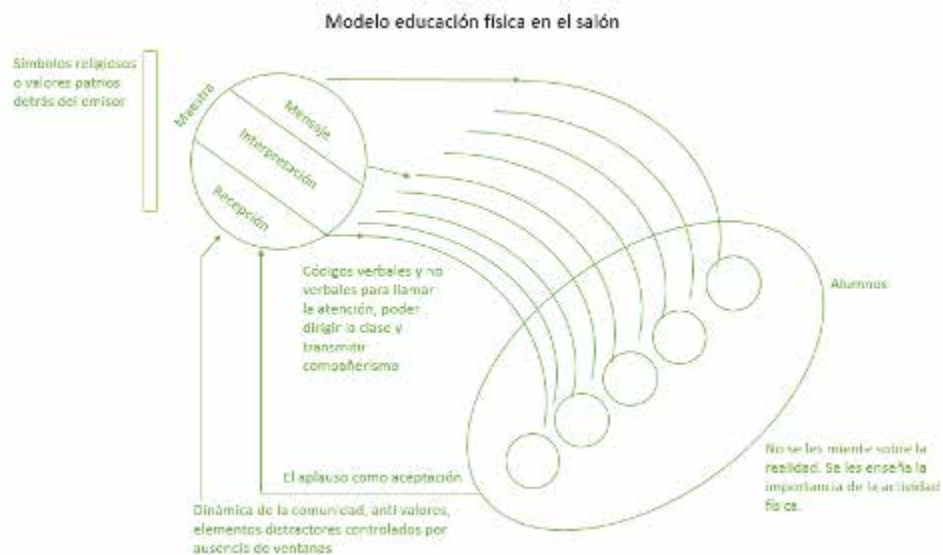 Modelo educación física en el salón
Símbolos religiosos
o valores patrios
detrás del emisor
Maestra
Mensaje
Interpretación
Recepción
Códigos verbales y no
verbales para llamar
la atención, poder
dirigir la clase y
transmitir
compañerismo
Alumnos
No se les miente sobre la
realidad. Se les enseña la
importancia de la actividad
física.
El aplauso como aceptación
Dinámica de la comunidad, anti valores,
elementos distractores controlados por
ausencia de ventanas